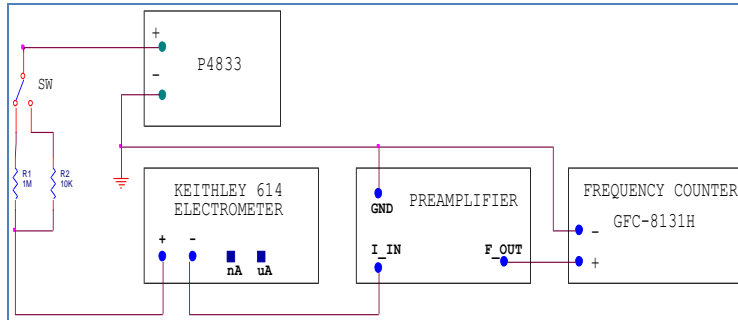 +
P4833
-
SW
R1
1M
R2
10K
KEITHLEY 614
ELECTROMETER
+
-
nA
uA
PREAMPLIFIER
GND
I_IN
F_OUT
FREQUENCY COUNTER
GFC-8131H
-
+